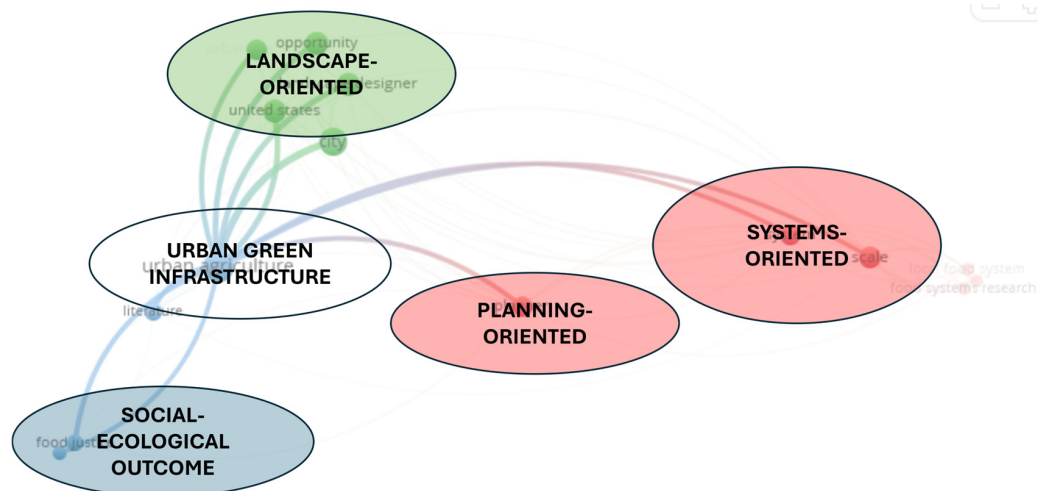 opportunity
LANDSCAPE-
designer
ORIENTED
united states
city
SYSTEMS-
ORIENTED
scale
URBAN GREEN
urban agriculture
INFRASTRUCTURE
local food system
food systems research
literature
PLANNING-
ORIENTED
SOCIAL-
food just
ECOLOGICAL
OUTCOME